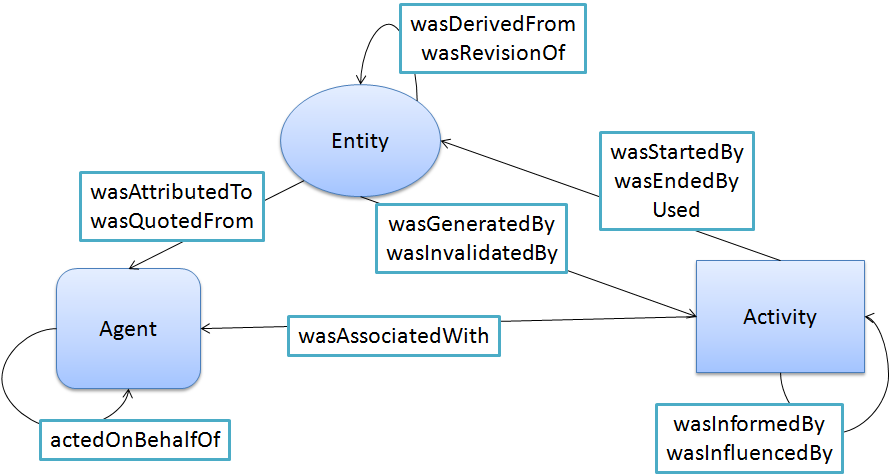 wasDerivedFrom
wasRevisionOf
Entity
wasStartedBy
wasEndedBy
Used
wasAttributedTo
wasQuotedFrom
wasGeneratedBy
wasInvalidatedBy
Agent
wasAssociatedWith
Activity
actedOnBehalfOf
wasInformedBy
wasInfluencedBy